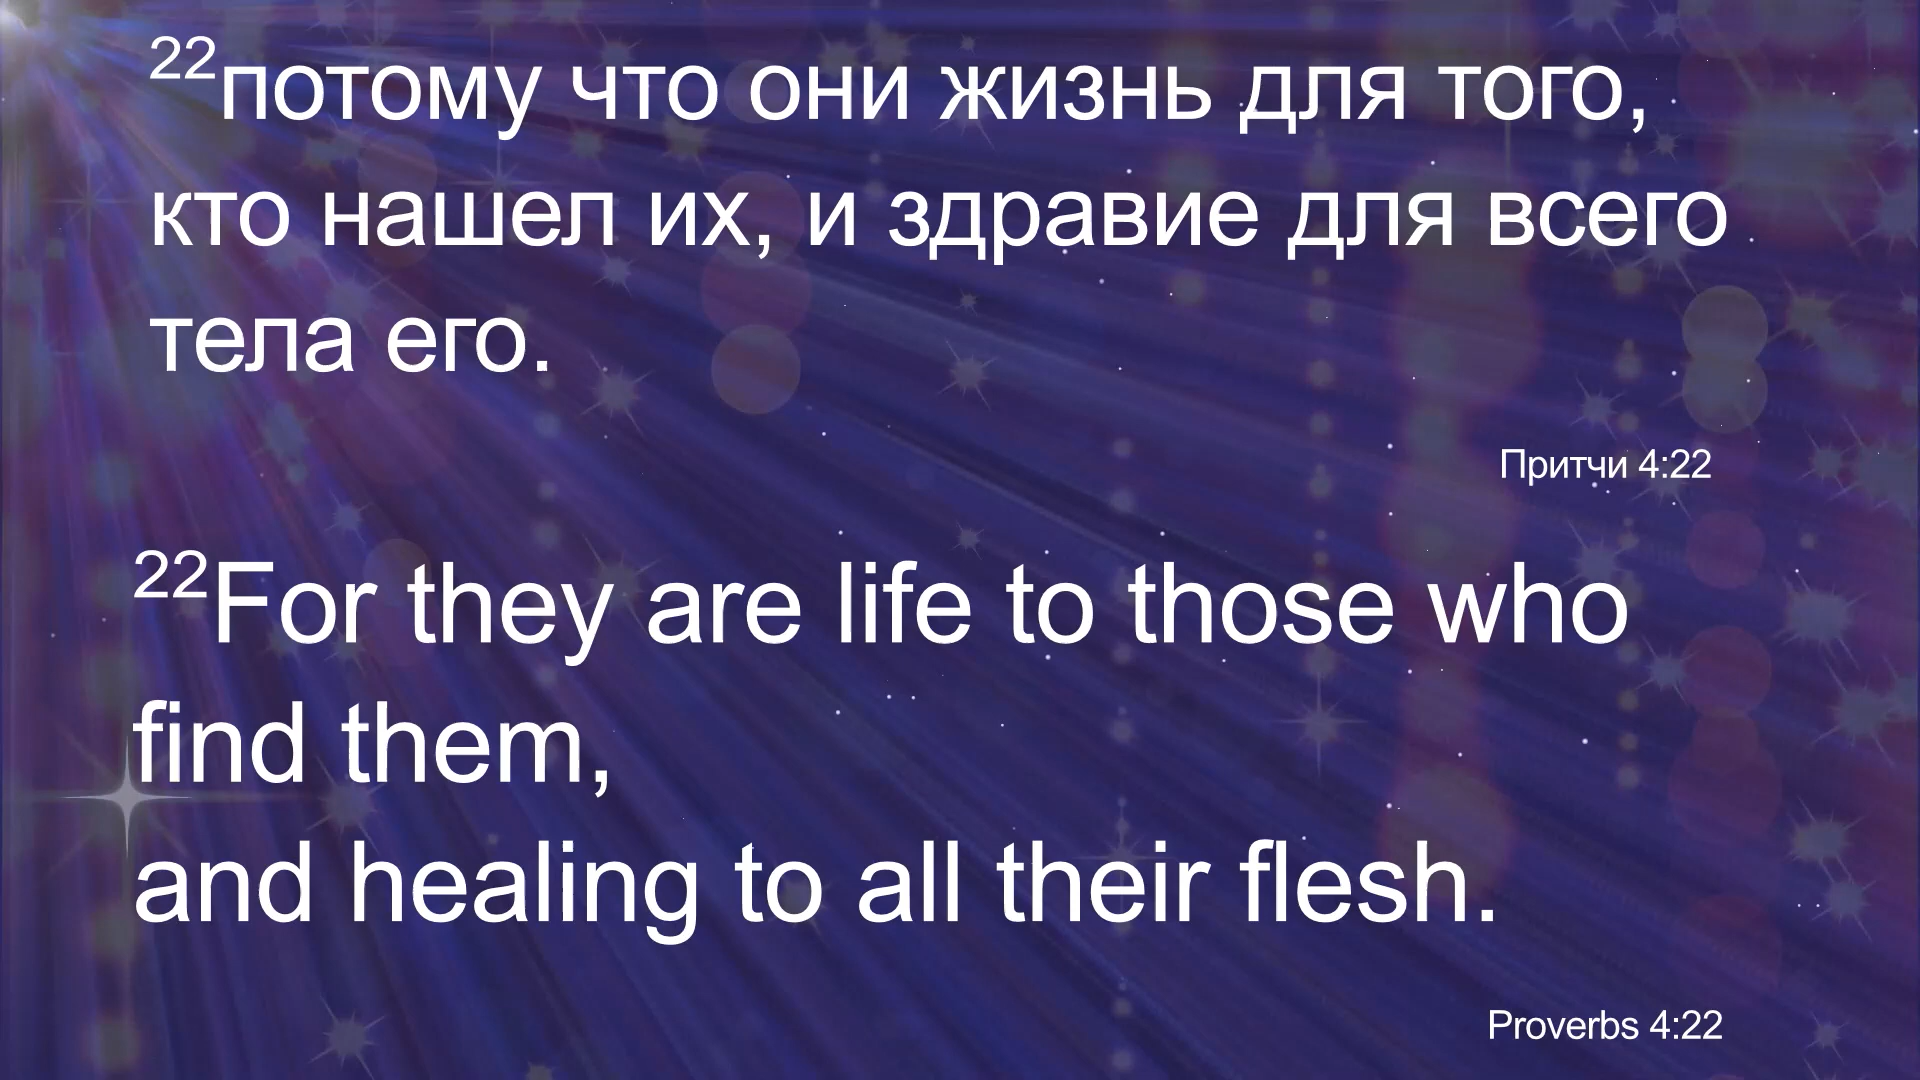 22потому что они жизнь для того,
кто нашел их, и здравие для всего
тела его.
Притчи 4:22
22For they are life to those who
find them,
and healing to all their flesh.
Proverbs 4:22